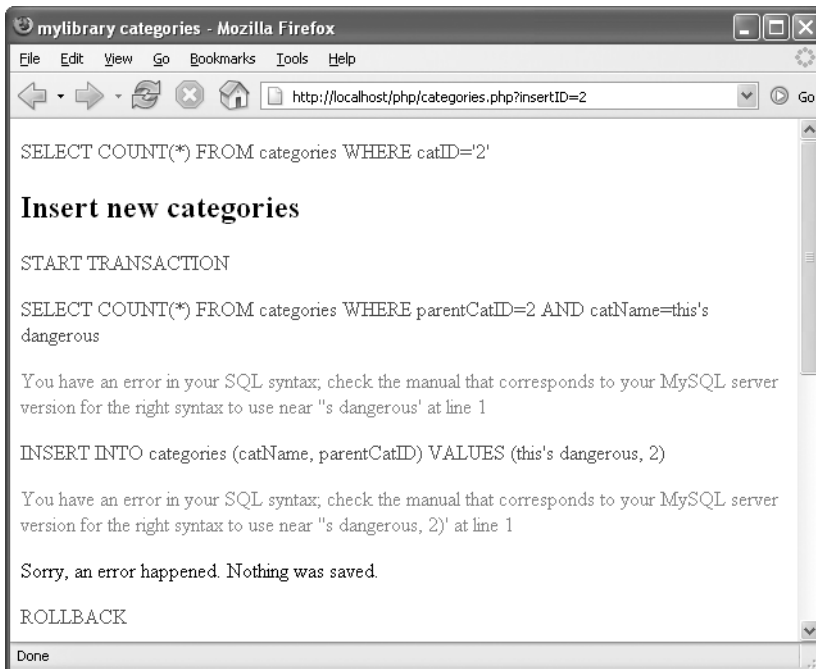 mylibrary categories - Mozilla Firefox
File Edit View Go Bookmarks Tools Help
http://localhost/php/categories.php?insertID=2 Go
SELECT COUNT(*) FROM categories WHERE catID='2'
Insert new categories
START TRANSACTION
SELECT COUNT(*) FROM categories WHERE parentCatID=2 AND catName=this's
dangerous
You have an error in your SQL syntax; check the manual that corresponds to your MySQL server
version for the right syntax to use near ''s dangerous' at line 1
INSERT INTO categories (catName, parentCatID) VALUES (this's dangerous, 2)
You have an error in your SQL syntax; check the manual that corresponds to your MySQL server
version for the right syntax to use near ''s dangerous, 2)' at line 1
Sorry, an error happened. Nothing was saved.
ROLLBACK
Done